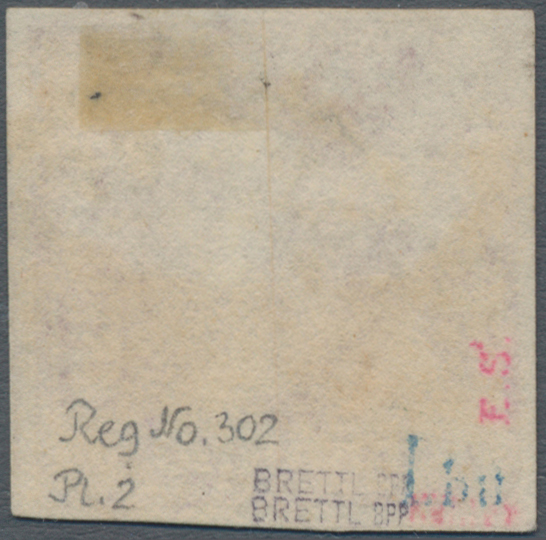 E.S.
Reg No. 302
Pl. 2
BRETTL BPP
BRETTL BPP